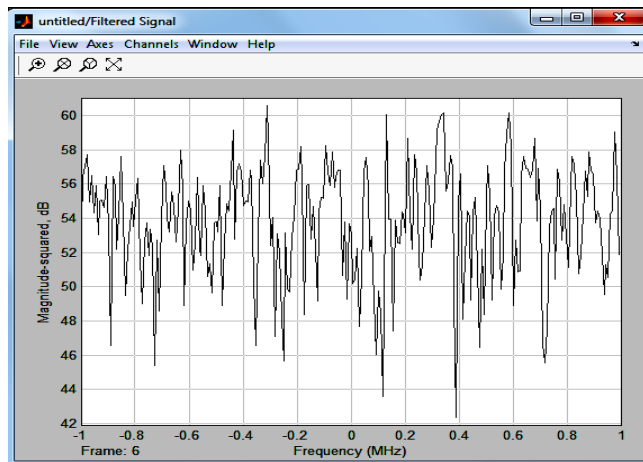 untitled/Filtered Signal
File View Axes Channels Window Help
Magnitude-squared, dB
60
58
56
54
52
50
48
46
44
42
-1 -0.8 -0.6 -0.4 -0.2 0 0.2 0.4 0.6 0.8 1
Frame: 6 Frequency (MHz)